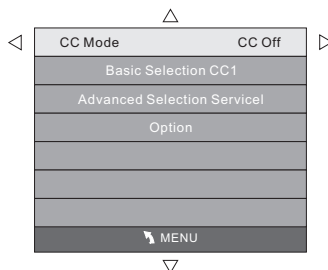 CC Mode CC Off
Basic Selection CC1
Advanced Selection Servicel
Option
MENU